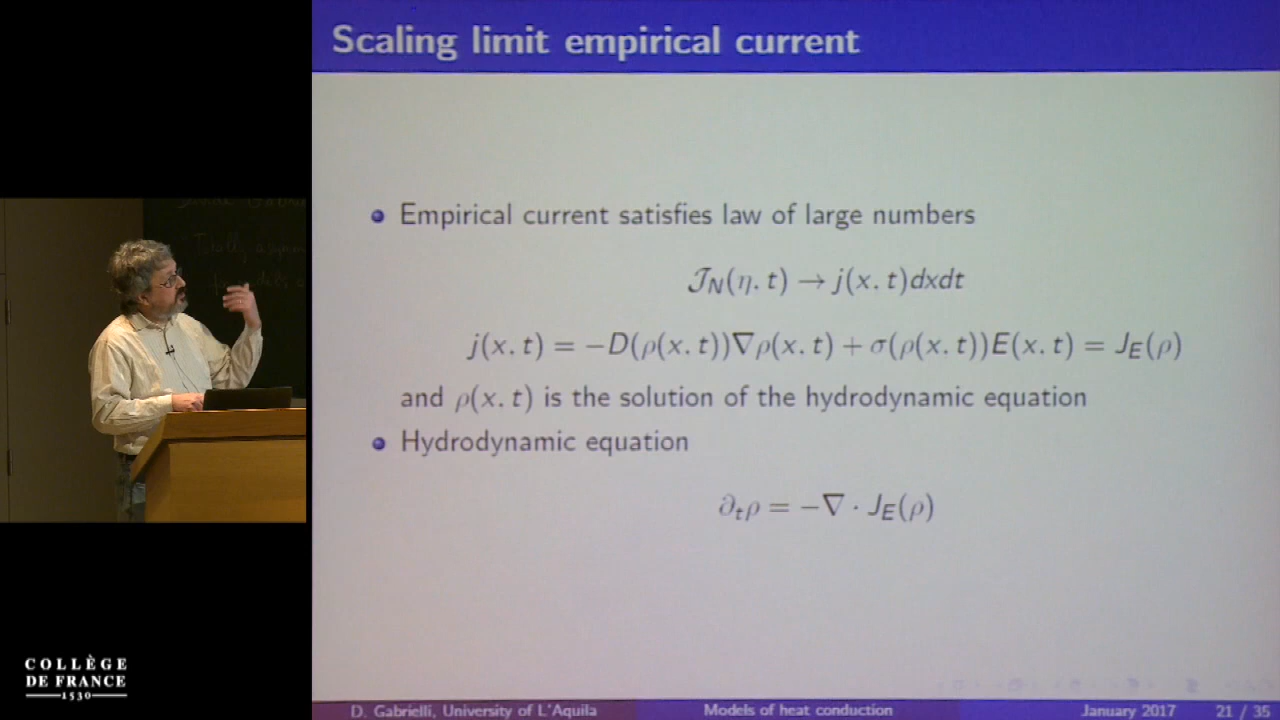 Scaling limit empirical current
Empirical current satisfies law of large numbers
𝒥_N(η, t) → j(x, t)dxdt
j(x, t) = −D(ρ(x, t))∇ρ(x, t) + σ(ρ(x, t))E(x, t) = J_E(ρ)
and ρ(x, t) is the solution of the hydrodynamic equation
Hydrodynamic equation
∂_tρ = −∇ · J_E(ρ)
COLLÈGE
DE FRANCE
1530
D. Gabrielli, University of L'Aquila
Models of heat conduction
January 2017
21 / 35